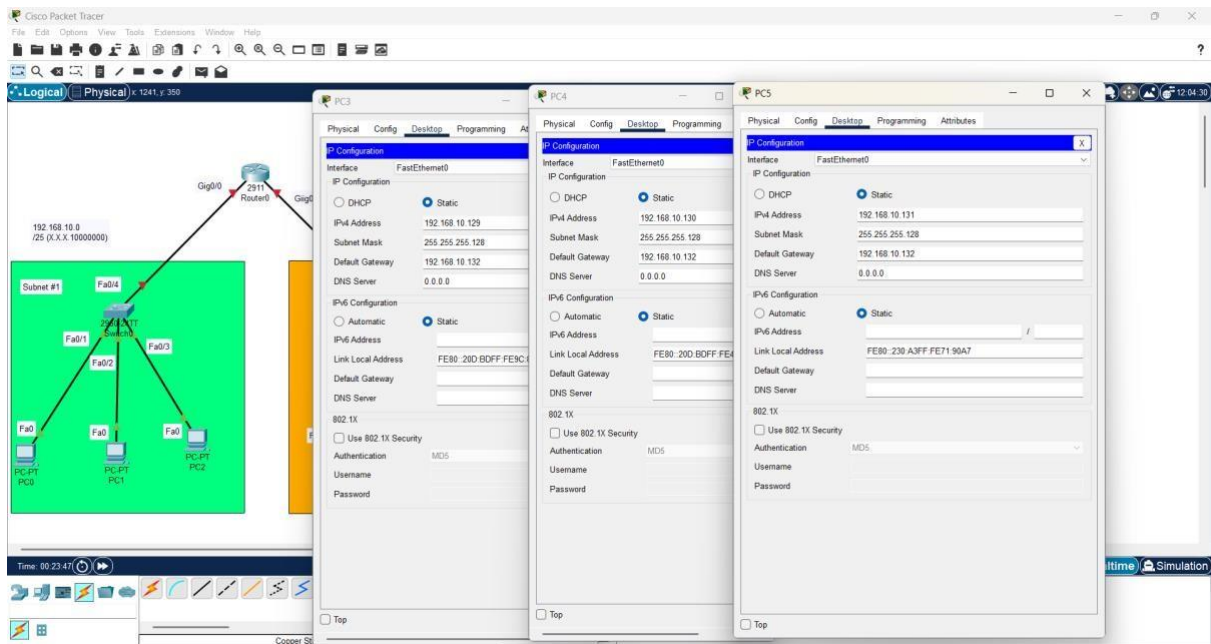 Cisco Packet Tracer
File Edit Options View Tools Extensions Window Help
?
Logical Physical x: 1241, y: 350
12:04:30
Gig0/0
2911
Router0
192.168.10.0
/25 (X.X.X.10000000)
Subnet #1
Fa0/4
Switch0
Fa0/1
Fa0/2
Fa0/3
Fa0
Fa0
Fa0
PC-PT
PC0
PC-PT
PC1
PC-PT
PC2
PC3
Physical Config Desktop Programming
IP Configuration
Interface FastEthernet0
IP Configuration
DHCP Static
IPv4 Address 192.168.10.129
Subnet Mask 255.255.255.128
Default Gateway 192.168.10.132
DNS Server 0.0.0.0
IPv6 Configuration
Automatic Static
IPv6 Address
Link Local Address
Default Gateway
DNS Server
802.1X
Use 802.1X Security
Authentication MD5
Username
Password
Top
PC4
Physical Config Desktop Programming
IP Configuration
Interface FastEthernet0
IP Configuration
DHCP Static
IPv4 Address 192.168.10.130
Subnet Mask 255.255.255.128
Default Gateway 192.168.10.132
DNS Server 0.0.0.0
IPv6 Configuration
Automatic Static
IPv6 Address
Link Local Address
Default Gateway
DNS Server
802.1X
Use 802.1X Security
Authentication MD5
Username
Password
Top
PC5
Physical Config Desktop Programming Attributes
IP Configuration X
Interface FastEthernet0
IP Configuration
DHCP Static
IPv4 Address 192.168.10.131
Subnet Mask 255.255.255.128
Default Gateway 192.168.10.132
DNS Server 0.0.0.0
IPv6 Configuration
Automatic Static
IPv6 Address /
Link Local Address FE80::230:A3FF:FE71:90A7
Default Gateway
DNS Server
802.1X
Use 802.1X Security
Authentication MD5
Username
Password
Top
Time: 00:23:47
Simulation